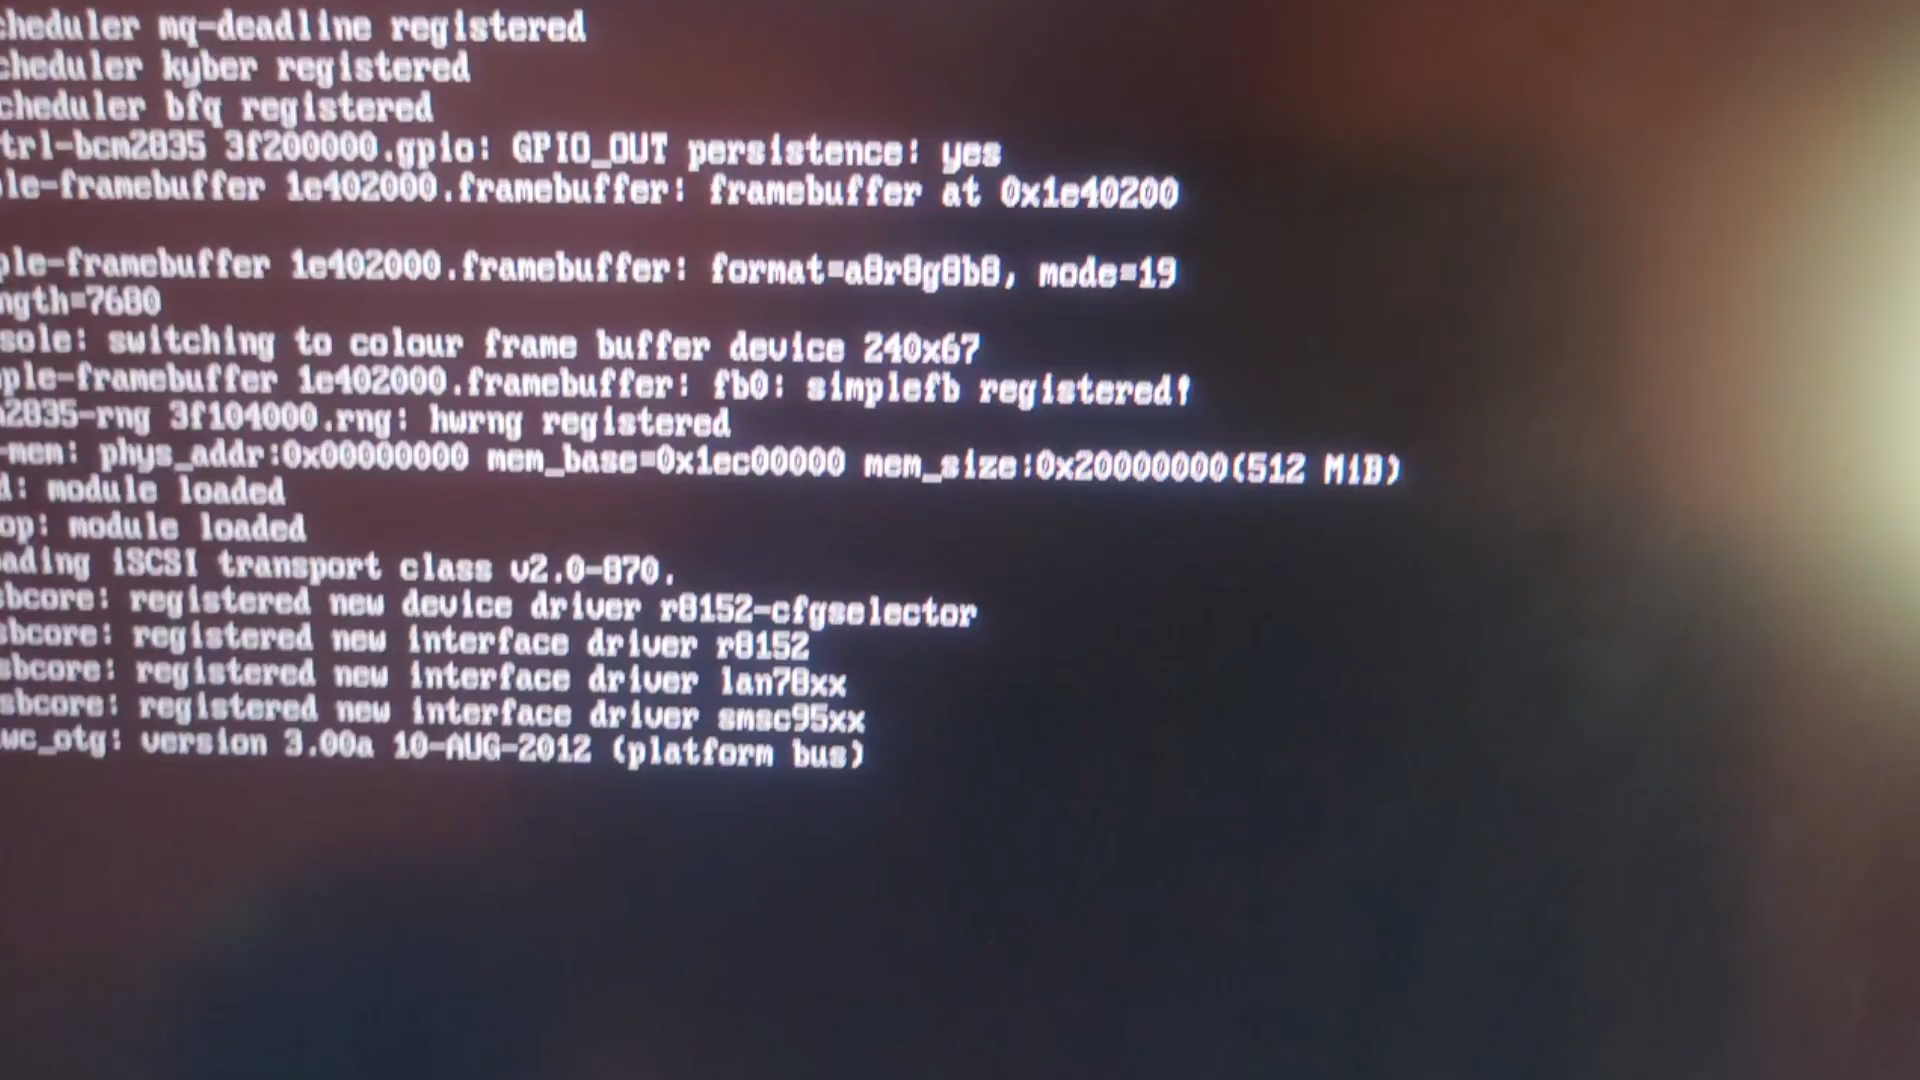 cheduler mq-deadline registered
cheduler kyber registered
cheduler bfq registered
trl-bcm2835 3f200000.gpio: GPIO_OUT persistence: yes
le-framebuffer 1e402000.framebuffer: framebuffer at 0x1e40200
ple-framebuffer 1e402000.framebuffer: format=a8r8g8b8, mode=19
ngth=7680
sole: switching to colour frame buffer device 240x67
ple-framebuffer 1e402000.framebuffer: fb0: simplefb registered!
2835-rng 3f104000.rng: hwrng registered
-mem: phys_addr:0x00000000 mem_base=0x1ec00000 mem_size:0x20000000(512 MiB)
d: module loaded
op: module loaded
ading iSCSI transport class v2.0-870.
sbcore: registered new device driver r8152-cfgselector
sbcore: registered new interface driver r8152
sbcore: registered new interface driver lan78xx
sbcore: registered new interface driver smsc95xx
wc_otg: version 3.00a 10-AUG-2012 (platform bus)